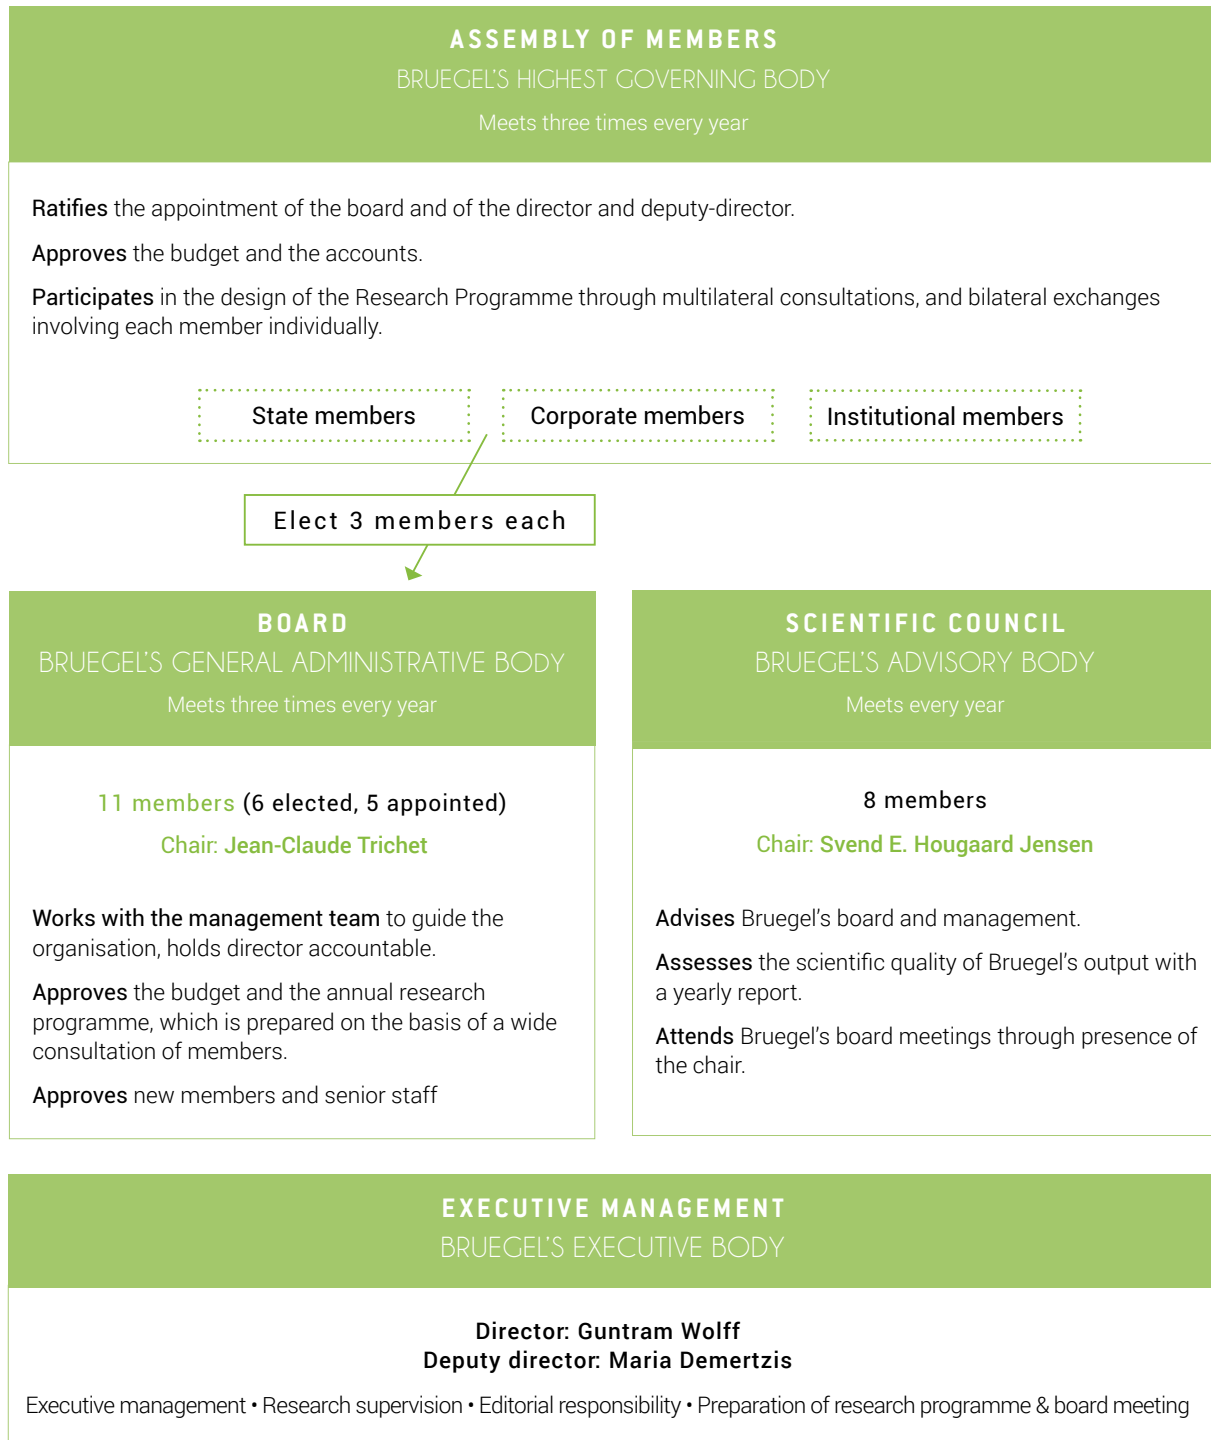 ASSEMBLY OF MEMBERS
BRUEGEL'S HIGHEST GOVERNING BODY
Meets three times every year
Ratifies the appointment of the board and of the director and deputy-director.
Approves the budget and the accounts.
Participates in the design of the Research Programme through multilateral consultations, and bilateral exchanges
involving each member individually.
State members
Corporate members
Institutional members
Elect 3 members each
BOARD
BRUEGEL'S GENERAL ADMINISTRATIVE BODY
Meets three times every year
11 members (6 elected, 5 appointed)
Chair: Jean-Claude Trichet
Works with the management team to guide the
organisation, holds director accountable.
Approves the budget and the annual research
programme, which is prepared on the basis of a wide
consultation of members.
Approves new members and senior staff
SCIENTIFIC COUNCIL
BRUEGEL'S ADVISORY BODY
Meets every year
8 members
Chair: Svend E. Hougaard Jensen
Advises Bruegel's board and management.
Assesses the scientific quality of Bruegel's output with
a yearly report.
Attends Bruegel's board meetings through presence of
the chair.
EXECUTIVE MANAGEMENT
BRUEGEL'S EXECUTIVE BODY
Director: Guntram Wolff
Deputy director: Maria Demertzis
Executive management • Research supervision • Editorial responsibility • Preparation of research programme & board meeting